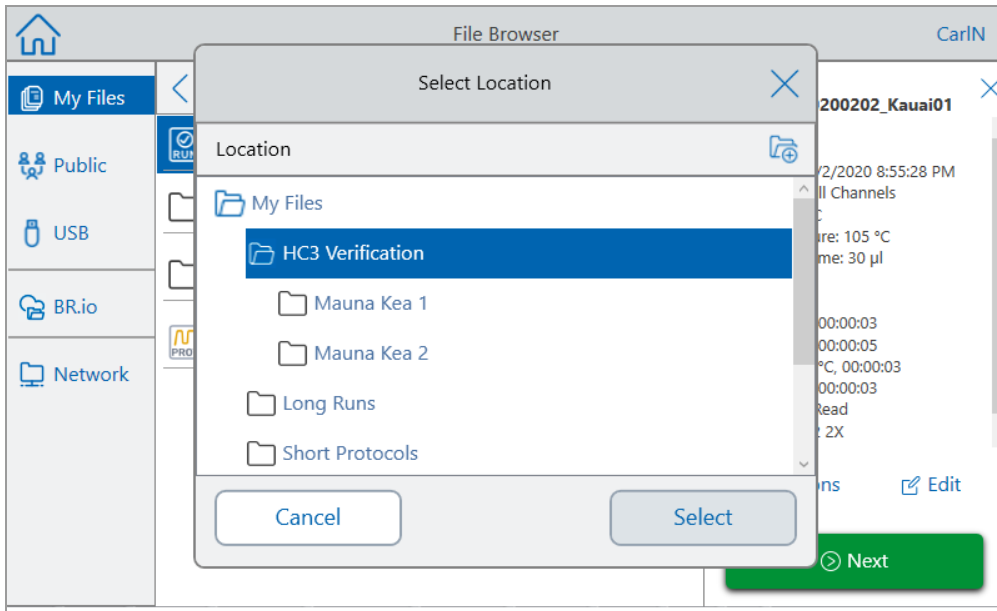 File Browser
CarlN
My Files
Public
USB
BR.io
Network
RUN
PRO
Select Location
Location
My Files
HC3 Verification
Mauna Kea 1
Mauna Kea 2
Long Runs
Short Protocols
Cancel
Select
200202_Kauai01
/2/2020 8:55:28 PM
ll Channels
ure: 105 °C
me: 30 µl
00:00:03
00:00:05
°C, 00:00:03
00:00:03
Read
2X
ons
Edit
Next